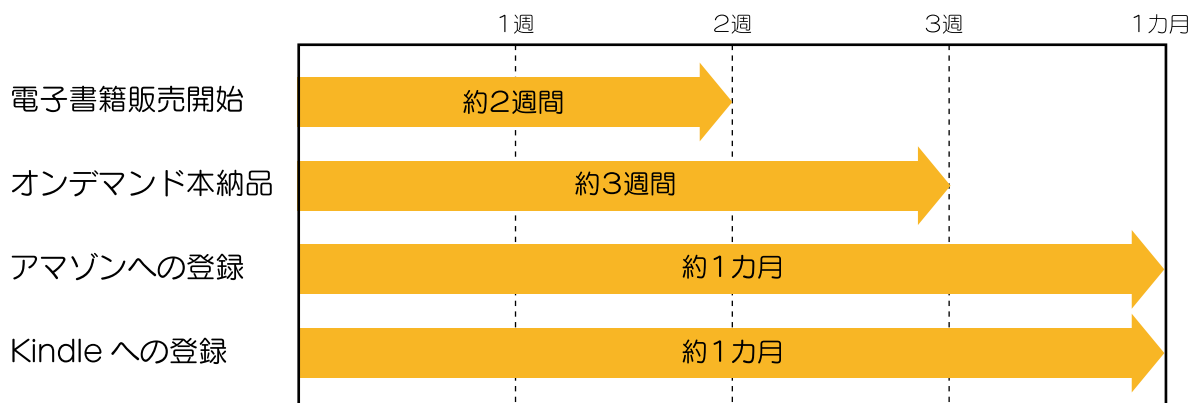 1週 2週 3週 1カ月
電子書籍販売開始 約2週間
オンデマンド本納品 約3週間
アマゾンへの登録 約1カ月
Kindle への登録 約1カ月